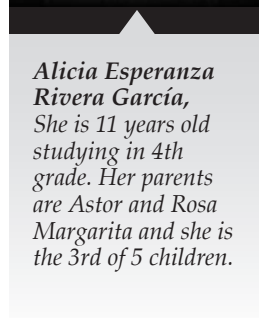 Alicia Esperanza
Rivera García,
She is 11 years old
studying in 4th
grade. Her parents
are Astor and Rosa
Margarita and she is
the 3rd of 5 children.